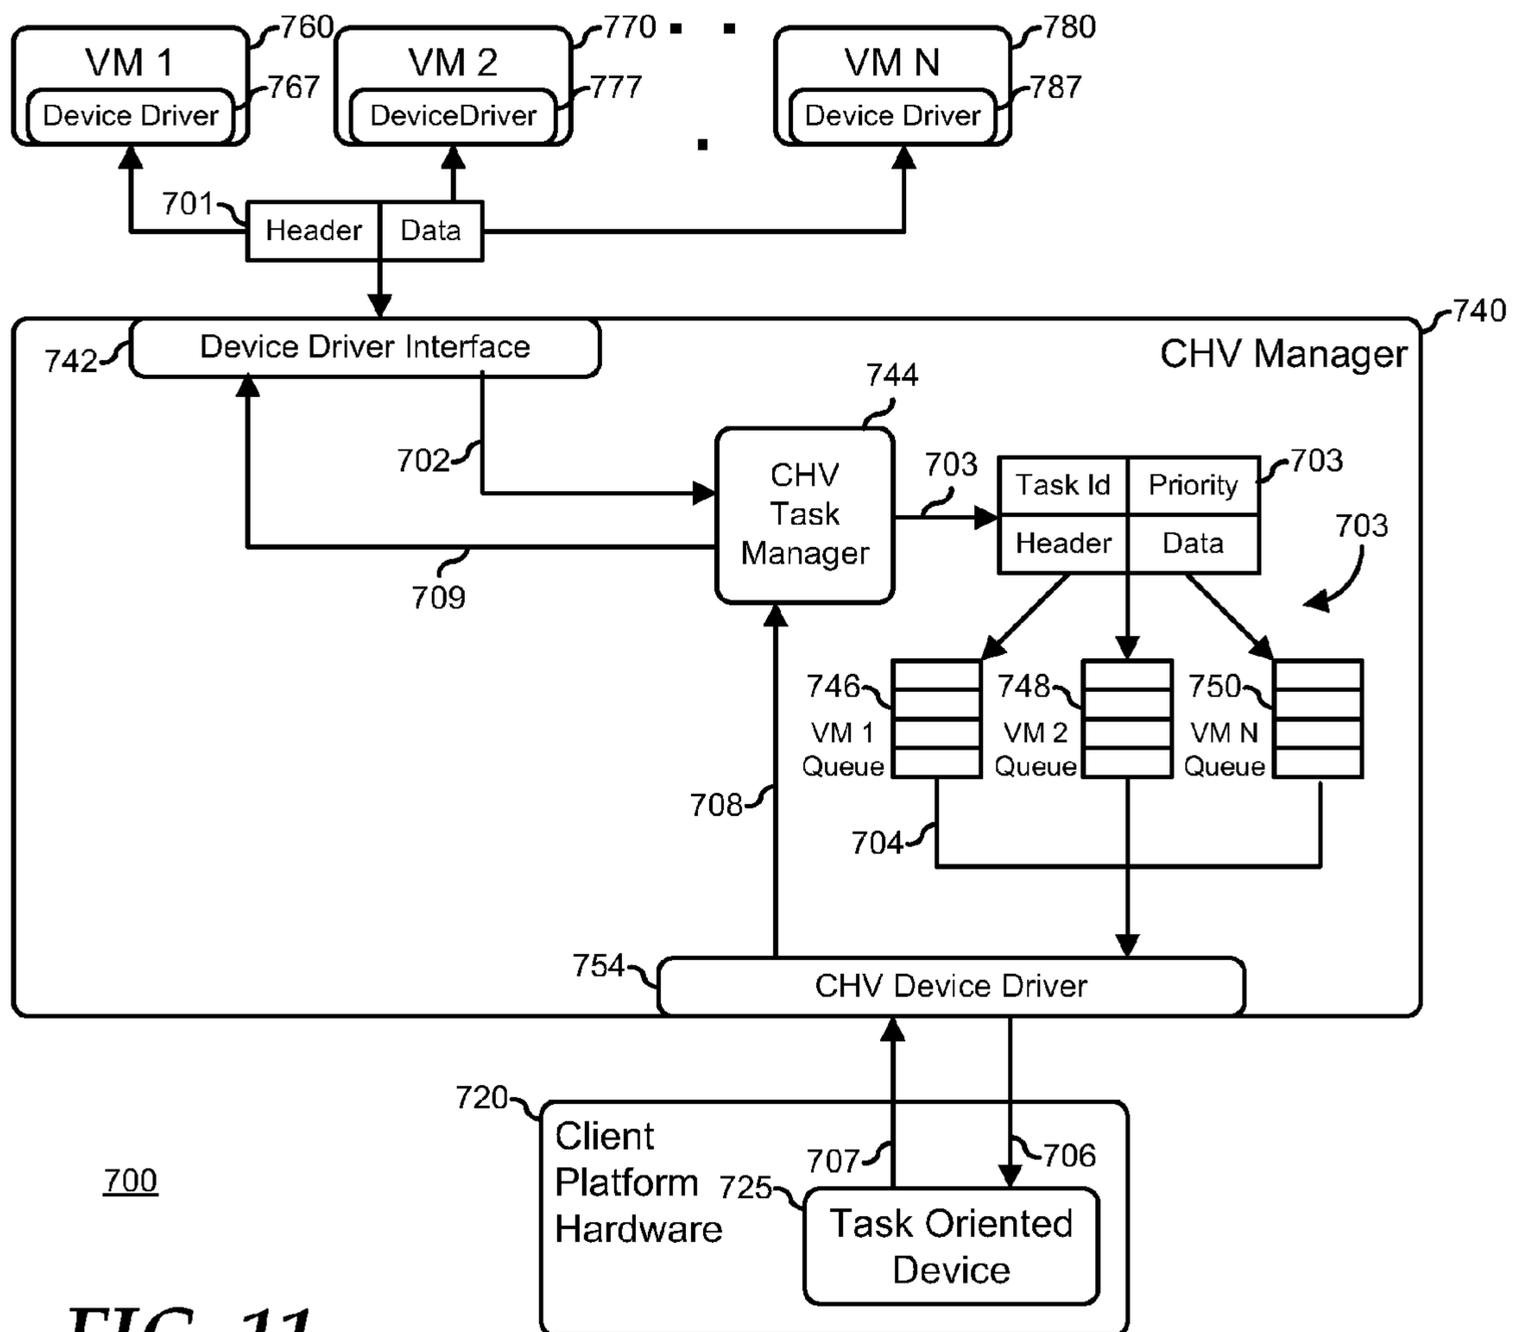 VM 1
760
Device Driver
767
VM 2
770
DeviceDriver
777
VM N
780
Device Driver
787
701
Header
Data
740
742
Device Driver Interface
CHV Manager
744
702
CHV
Task
Manager
703
Task Id
Priority
703
Header
Data
703
709
746
VM 1
Queue
748
VM 2
Queue
750
VM N
Queue
708
704
754
CHV Device Driver
720
Client
Platform
Hardware
707
706
725
Task Oriented
Device
700
FIG. 11